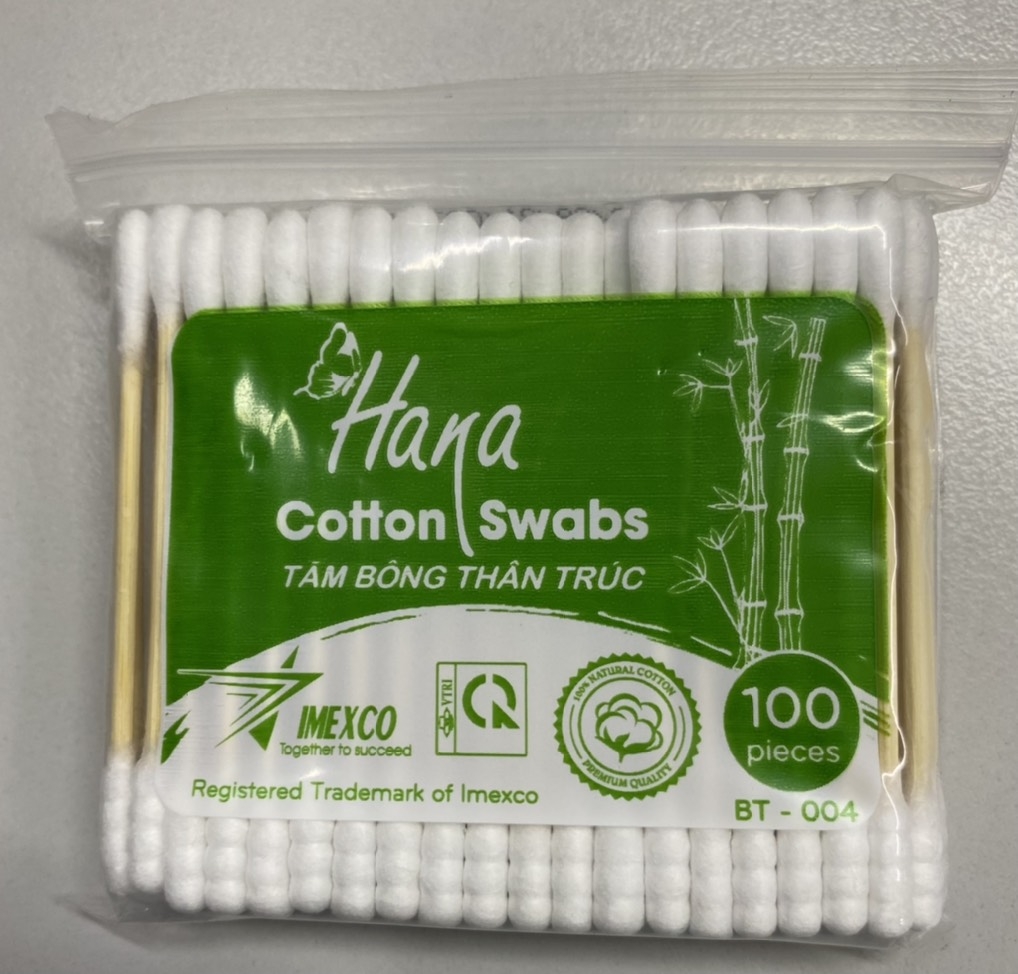 Hana
Cotton Swabs
TĂM BÔNG THÂN TRÚC
IMEXCO
Together to succeed
VTRI
100% NATURAL COTTON
PREMIUM QUALITY
100
pieces
Registered Trademark of Imexco
BT - 004